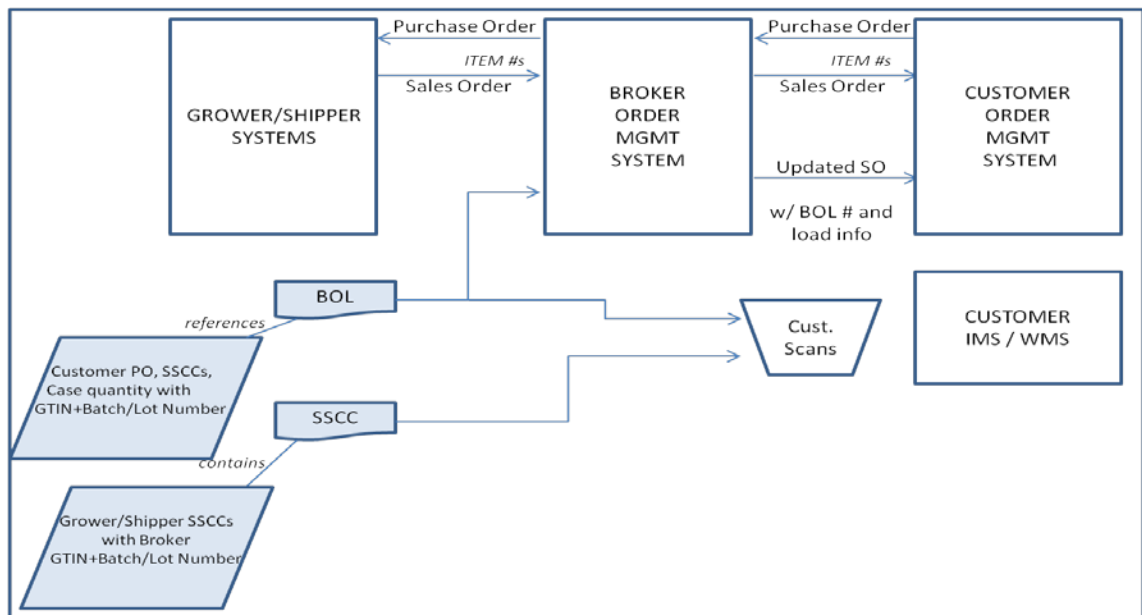 Purchase Order
Purchase Order
ITEM #s
ITEM #s
Sales Order
Sales Order
GROWER/SHIPPER
SYSTEMS
BROKER
ORDER
MGMT
SYSTEM
CUSTOMER
ORDER
MGMT
SYSTEM
Updated SO
w/ BOL # and
load info
BOL
references
Customer PO, SSCCs,
Case quantity with
GTIN+Batch/Lot Number
Cust.
Scans
CUSTOMER
IMS / WMS
SSCC
contains
Grower/Shipper SSCCs
with Broker
GTIN+Batch/Lot Number